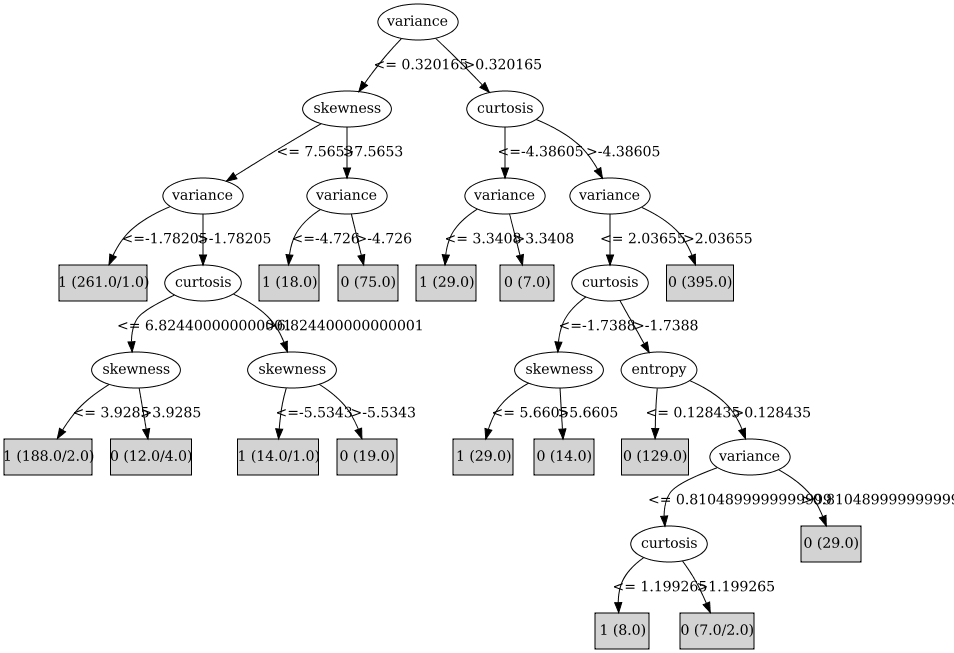 variance
<= 0.320165 >0.320165
skewness curtosis
<= 7.5653 >7.5653 <=-4.38605 >-4.38605
variance variance variance variance
<=-1.78205 >-1.78205 <=-4.726 >-4.726 <= 3.3408 >3.3408 <= 2.03655 >2.03655
1 (261.0/1.0) curtosis 1 (18.0) 0 (75.0) 1 (29.0) 0 (7.0) curtosis 0 (395.0)
<= 6.824400000000001 >6.824400000000001 <=-1.7388 >-1.7388
skewness skewness skewness entropy
<= 3.9285 >3.9285 <=-5.5343 >-5.5343 <= 5.6605 >5.6605 <= 0.128435 >0.128435
1 (188.0/2.0) 0 (12.0/4.0) 1 (14.0/1.0) 0 (19.0) 1 (29.0) 0 (14.0) 0 (129.0) variance
<= 0.8104899999999999 >0.810489999999999
curtosis 0 (29.0)
<= 1.199265 >1.199265
1 (8.0) 0 (7.0/2.0)